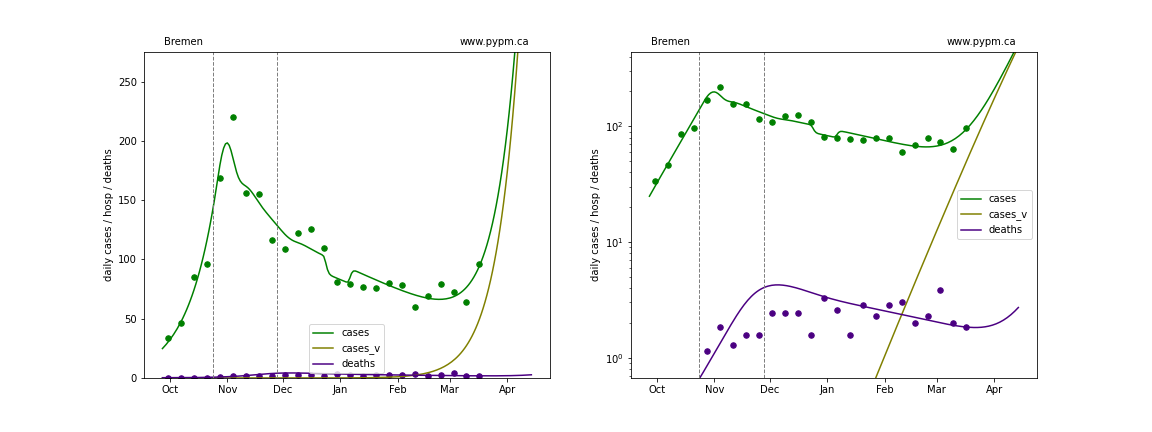 Bremen
www.pypm.ca
daily cases / hosp / deaths
250
200
150
100
50
0
Oct
Nov
Dec
Jan
Feb
Mar
Apr
cases
cases_v
deaths
Bremen
www.pypm.ca
daily cases / hosp / deaths
10²
10¹
10⁰
Oct
Nov
Dec
Jan
Feb
Mar
Apr
cases
cases_v
deaths